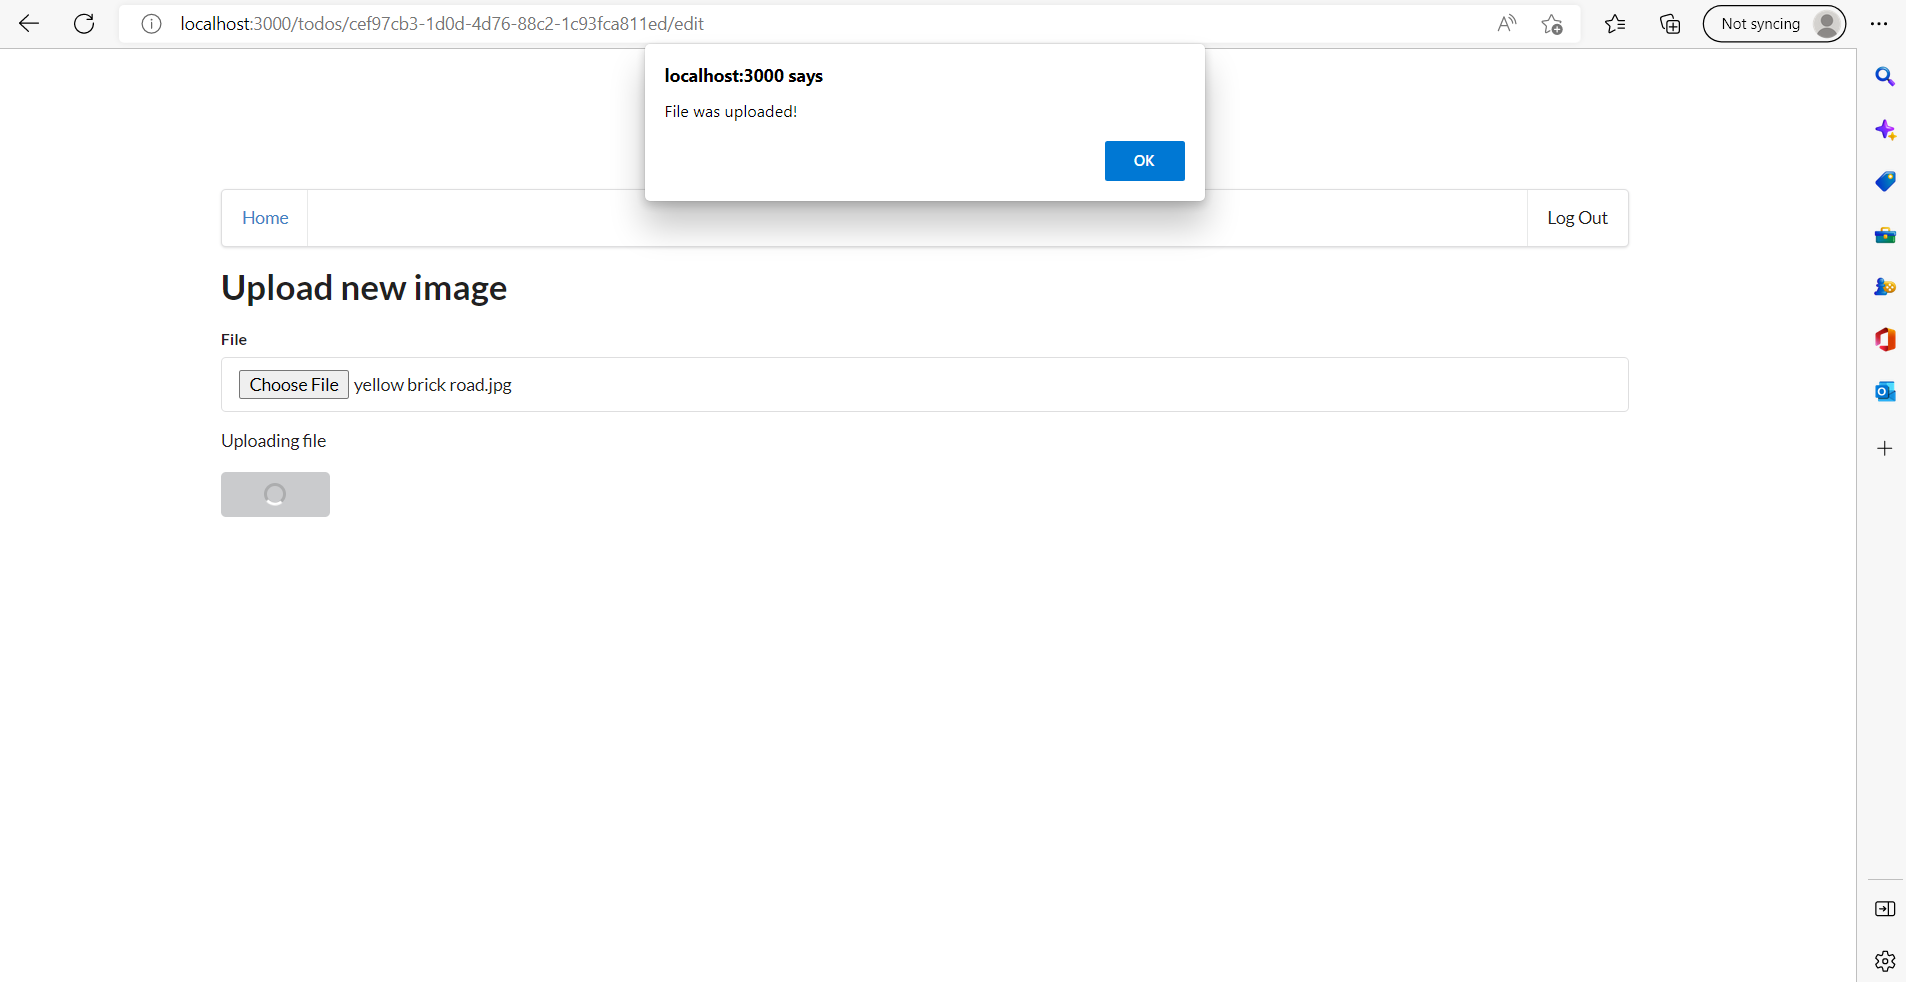 localhost:3000/todos/cef97cb3-1d0d-4d76-88c2-1c93fca811ed/edit
Not syncing
localhost:3000 says
File was uploaded!
OK
Home
Log Out
Upload new image
File
Choose File yellow brick road.jpg
Uploading file